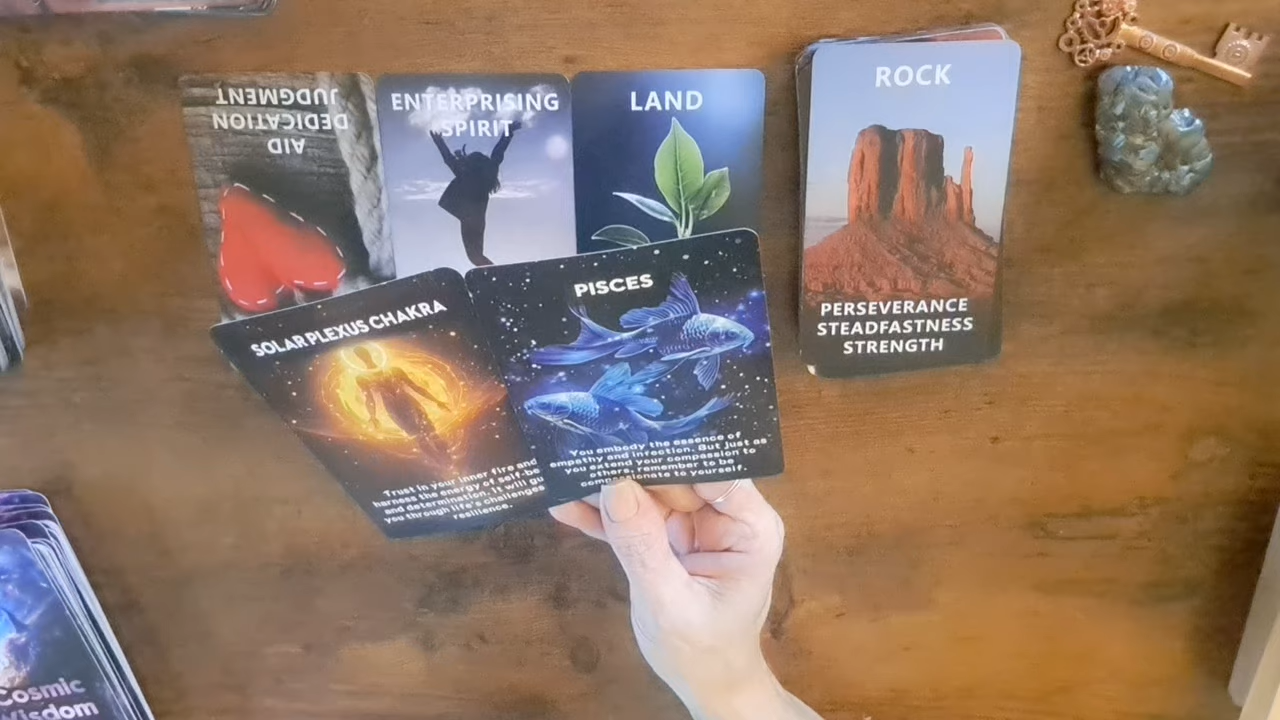 JUDGMENT
DEDICATION
AID
ENTERPRISING
SPIRIT
LAND
ROCK
PERSEVERANCE
STEADFASTNESS
STRENGTH
SOLAR PLEXUS CHAKRA
Trust in your inner fire and
harness the energy of self-be
and determination. It will gu
you through life's challenges
resilience.
PISCES
You embody the essence of
empathy and infection. But just as
you extend your compassion to
others, remember to be
compassionate to yourself.
Cosmic
Wisdom